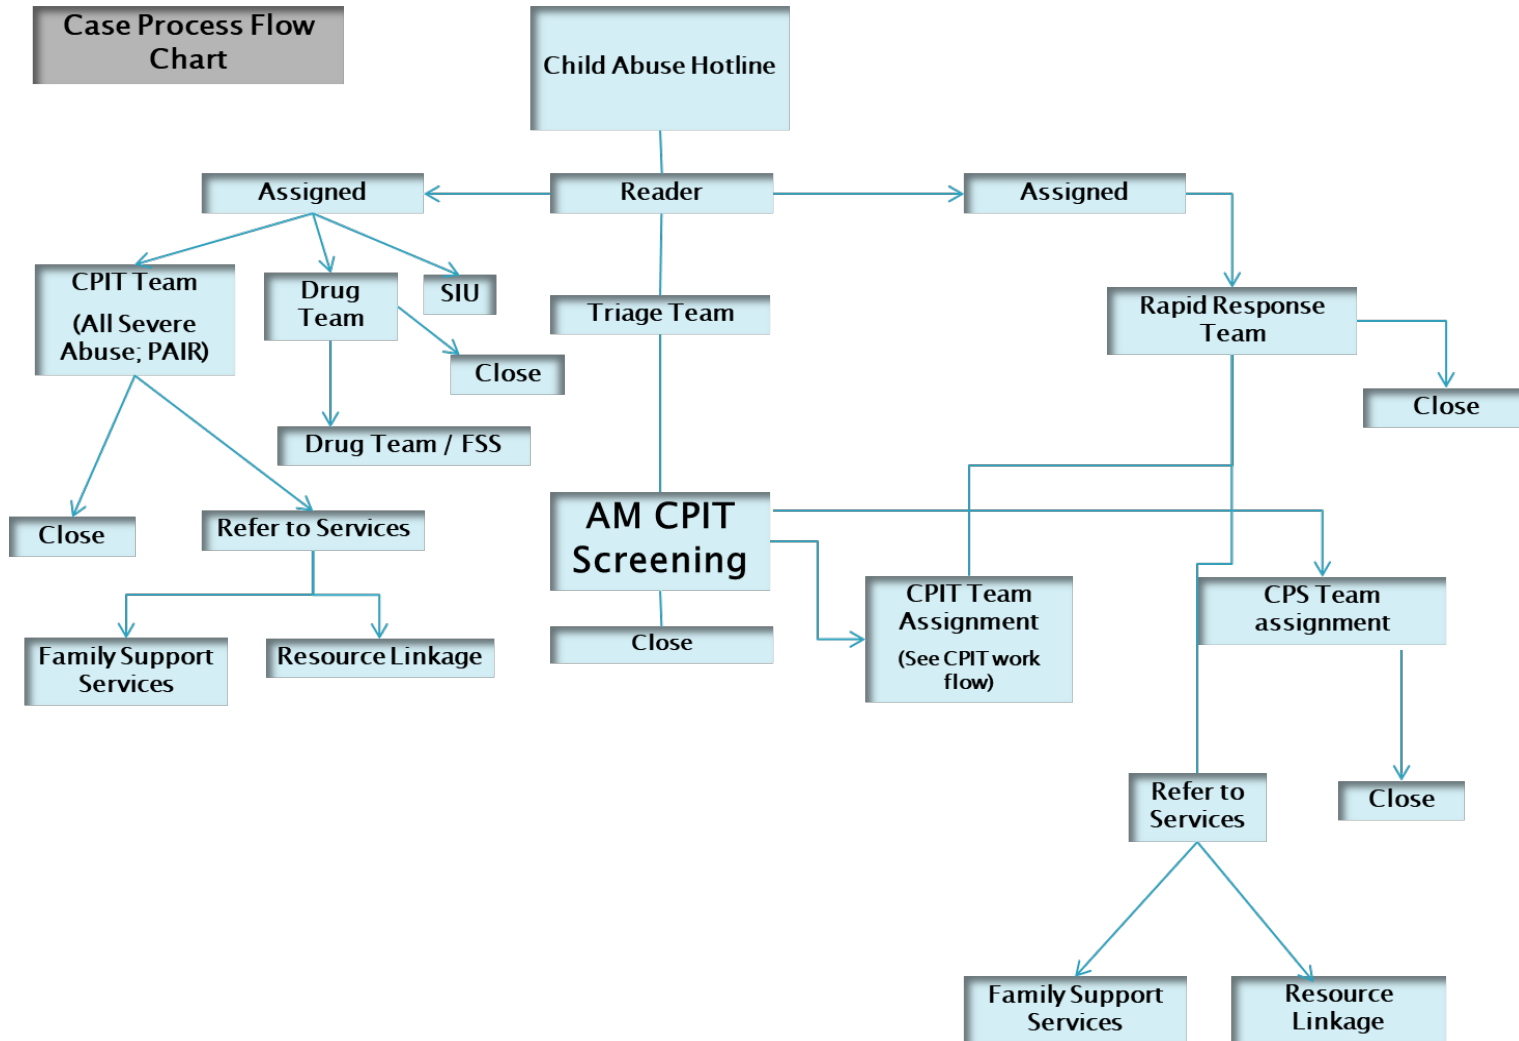 Case Process Flow
Chart
Child Abuse Hotline
Assigned
Reader
Assigned
CPIT Team
(All Severe
Abuse; PAIR)
Drug
Team
SIU
Triage Team
Rapid Response
Team
Close
Close
Drug Team / FSS
Close
Refer to Services
AM CPIT
Screening
CPIT Team
Assignment
(See CPIT work
flow)
CPS Team
assignment
Family Support
Services
Resource Linkage
Close
Refer to
Services
Close
Family Support
Services
Resource
Linkage